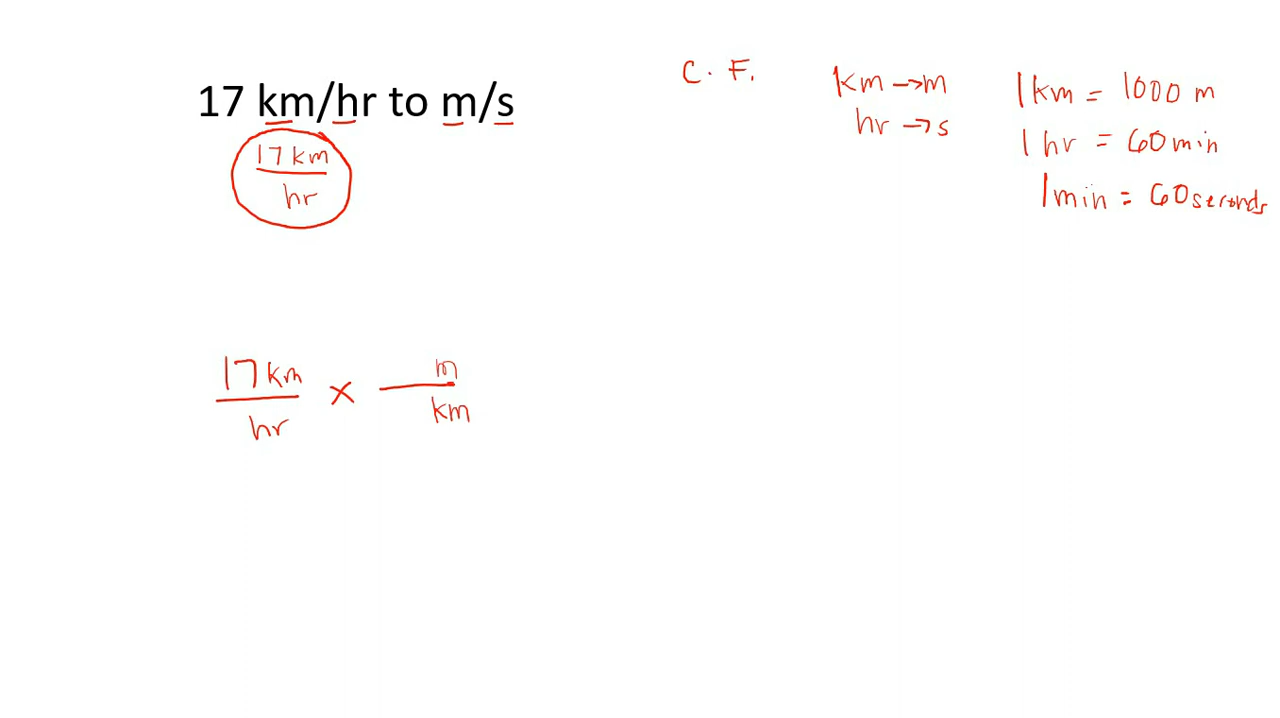 17 km/hr to m/s
17 km
hr
C. F.
km → m
hr → s
1 km = 1000 m
1 hr = 60 min
1 min = 60 seconds
17 km × m
hr km